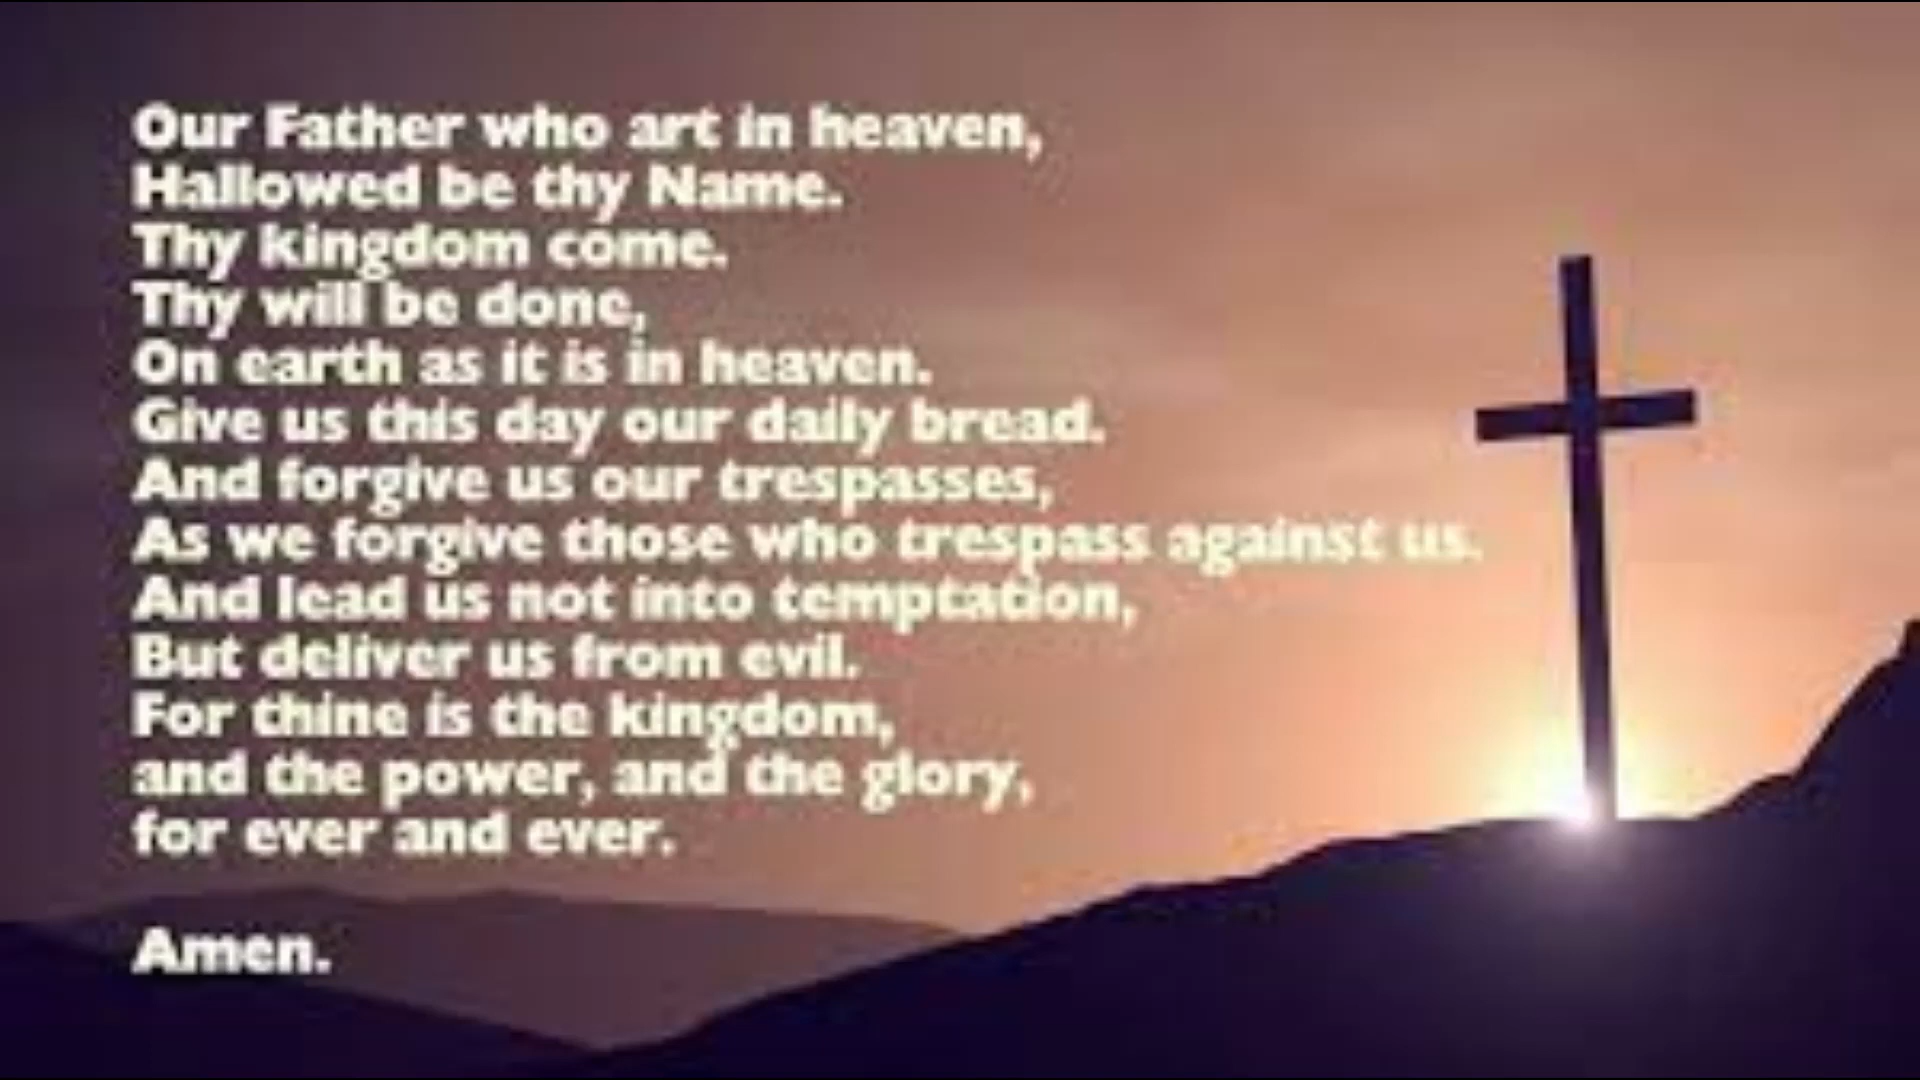 Our Father who art in heaven,
Hallowed be thy Name.
Thy kingdom come.
Thy will be done,
On earth as it is in heaven.
Give us this day our daily bread.
And forgive us our trespasses,
As we forgive those who trespass against us.
And lead us not into temptation,
But deliver us from evil.
For thine is the kingdom,
and the power, and the glory,
for ever and ever.
Amen.